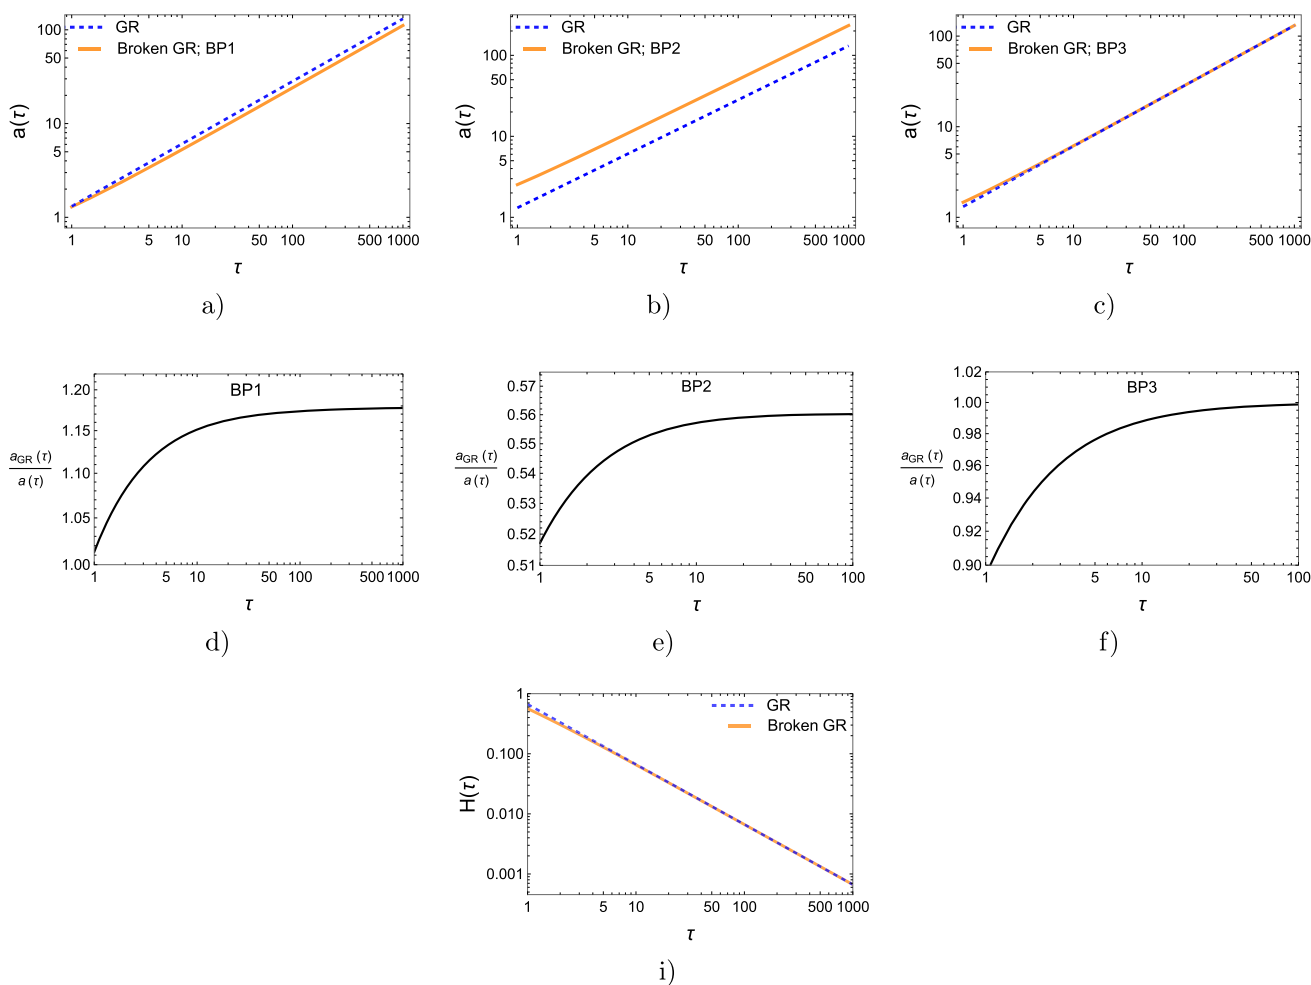 GR
Broken GR; BP1
100
50
10
5
1
a(τ)
1 5 10 50 100 500 1000
τ
a)
GR
Broken GR; BP2
100
50
10
5
1
a(τ)
1 5 10 50 100 500 1000
τ
b)
GR
Broken GR; BP3
100
50
10
5
1
a(τ)
1 5 10 50 100 500 1000
τ
c)
BP1
1.20
1.15
1.10
1.05
1.00
aGR (τ)
a (τ)
1 5 10 50 100 500 1000
τ
d)
BP2
0.57
0.56
0.55
0.54
0.53
0.52
0.51
aGR (τ)
a (τ)
1 5 10 50 100
τ
e)
BP3
1.02
1.00
0.98
0.96
0.94
0.92
0.90
aGR (τ)
a (τ)
1 5 10 50 100
τ
f)
GR
Broken GR
1
0.100
0.010
0.001
H(τ)
1 5 10 50 100 500 1000
τ
i)